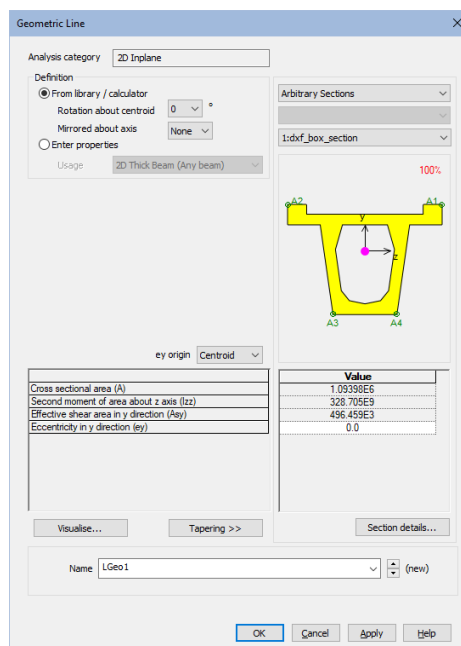 Geometric Line
Analysis category 2D Inplane
Definition
From library / calculator
Rotation about centroid 0 °
Mirrored about axis None
Enter properties
Usage 2D Thick Beam (Any beam)
Arbitrary Sections
1:dxf_box_section
100%
A2 A1
y
z
A3 A4
ey origin Centroid
Value
Cross sectional area (A) 1.09398E6
Second moment of area about z axis (Izz) 328.705E9
Effective shear area in y direction (Asy) 496.459E3
Eccentricity in y direction (ey) 0.0
Visualise... Tapering >> Section details...
Name LGeo1 (new)
OK Cancel Apply Help